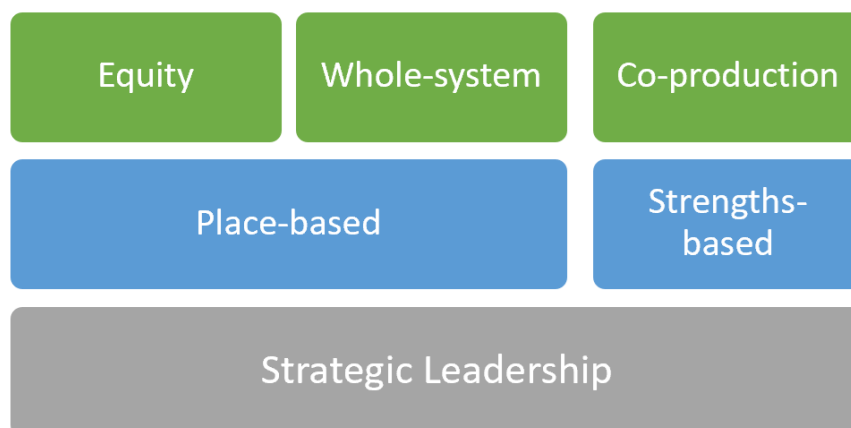 Equity
Whole-system
Co-production
Place-based
Strengths-
based
Strategic Leadership